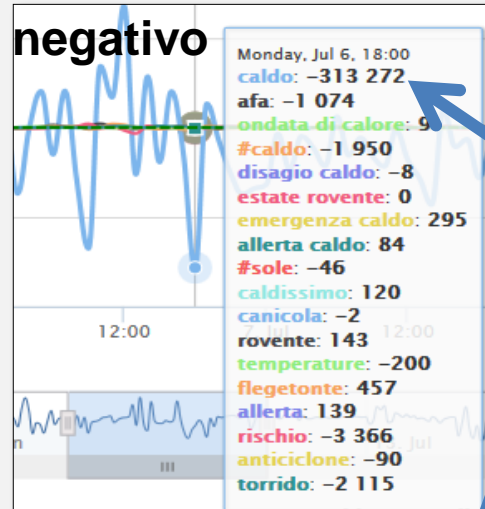 negativo
Monday, Jul 6, 18:00
caldo: −313 272
afa: −1 074
ondata di calore: 9
#caldo: −1 950
disagio caldo: −8
estate rovente: 0
emergenza caldo: 295
allerta caldo: 84
#sole: −46
caldissimo: 120
canicola: −2
rovente: 143
temperature: −200
flegetonte: 457
allerta: 139
rischio: −3 366
anticiclone: −90
torrido: −2 115
12:00
7. Jul
12:00
n
Jul